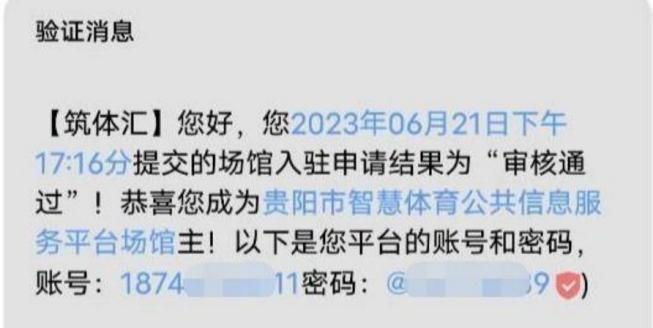 验证消息
【筑体汇】您好，您2023年06月21日下午
17:16分提交的场馆入驻申请结果为“审核通
过”！恭喜您成为贵阳市智慧体育公共信息服
务平台场馆主！以下是您平台的账号和密码，
账号：1874 11密码：@ 9)